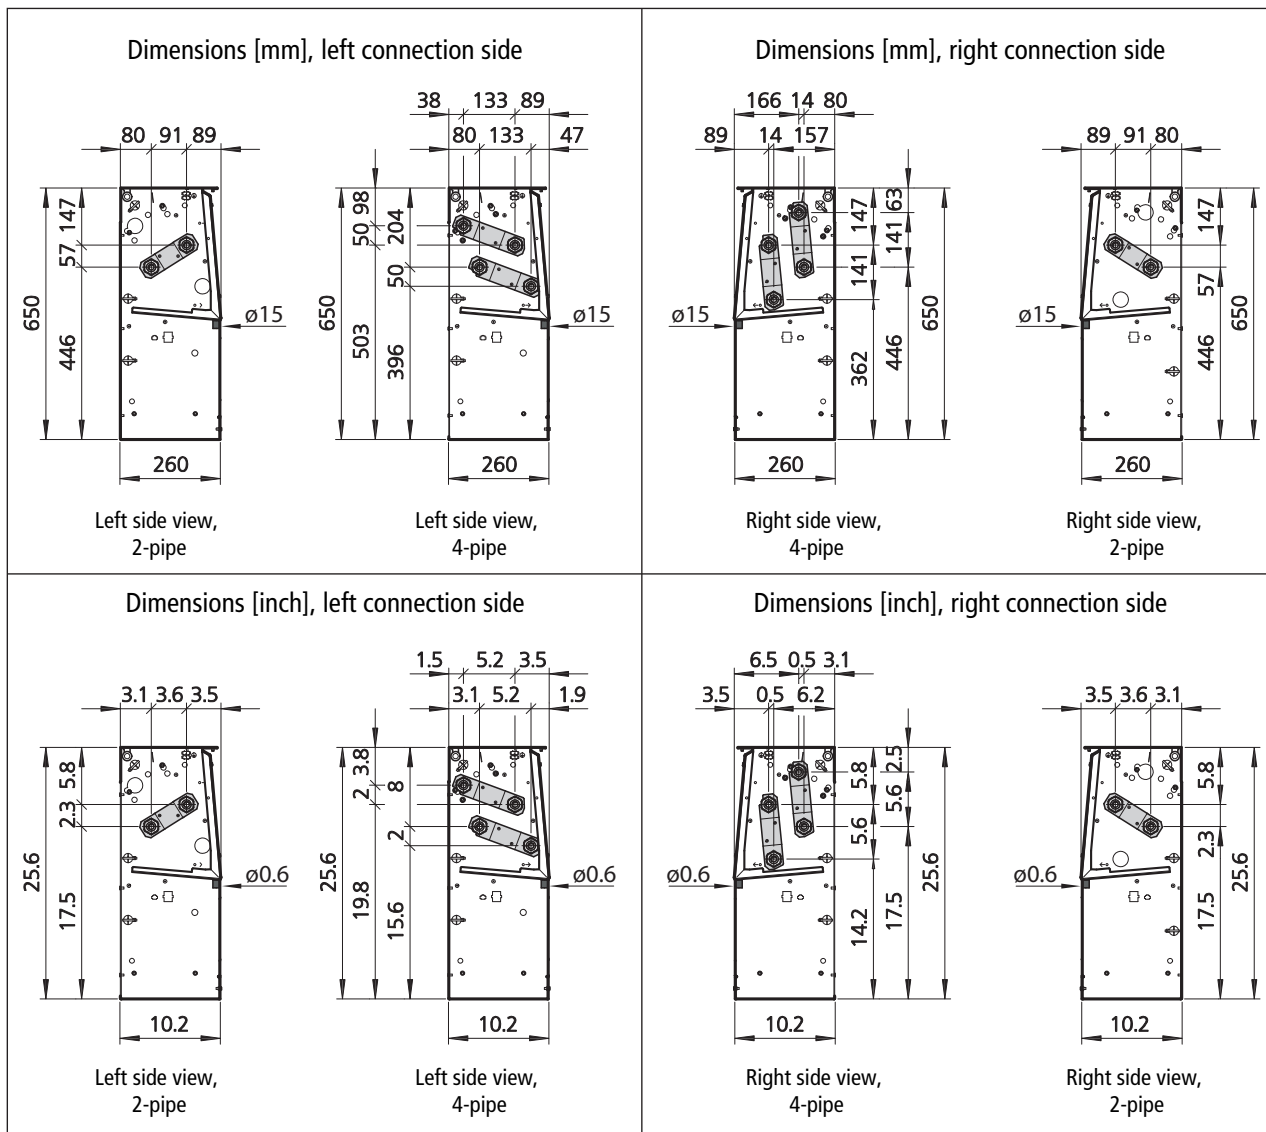 Dimensions [mm], left connection side
80 91 89
147
57
650
446
ø15
260
Left side view,
2-pipe
38 133 89
80 133 47
98
50
204
50
650
503
396
ø15
260
Left side view,
4-pipe
Dimensions [mm], right connection side
166 14 80
89 14 157
147
63
141
141
ø15
362
446
650
260
Right side view,
4-pipe
89 91 80
147
57
ø15
446
650
260
Right side view,
2-pipe
Dimensions [inch], left connection side
3.1 3.6 3.5
5.8
2.3
25.6
17.5
ø0.6
10.2
Left side view,
2-pipe
1.5 5.2 3.5
3.1 5.2 1.9
3.8
2
8
2
25.6
19.8
15.6
ø0.6
10.2
Left side view,
4-pipe
Dimensions [inch], right connection side
6.5 0.5 3.1
3.5 0.5 6.2
5.8
2.5
5.6
5.6
ø0.6
14.2
17.5
25.6
10.2
Right side view,
4-pipe
3.5 3.6 3.1
5.8
2.3
ø0.6
17.5
25.6
10.2
Right side view,
2-pipe